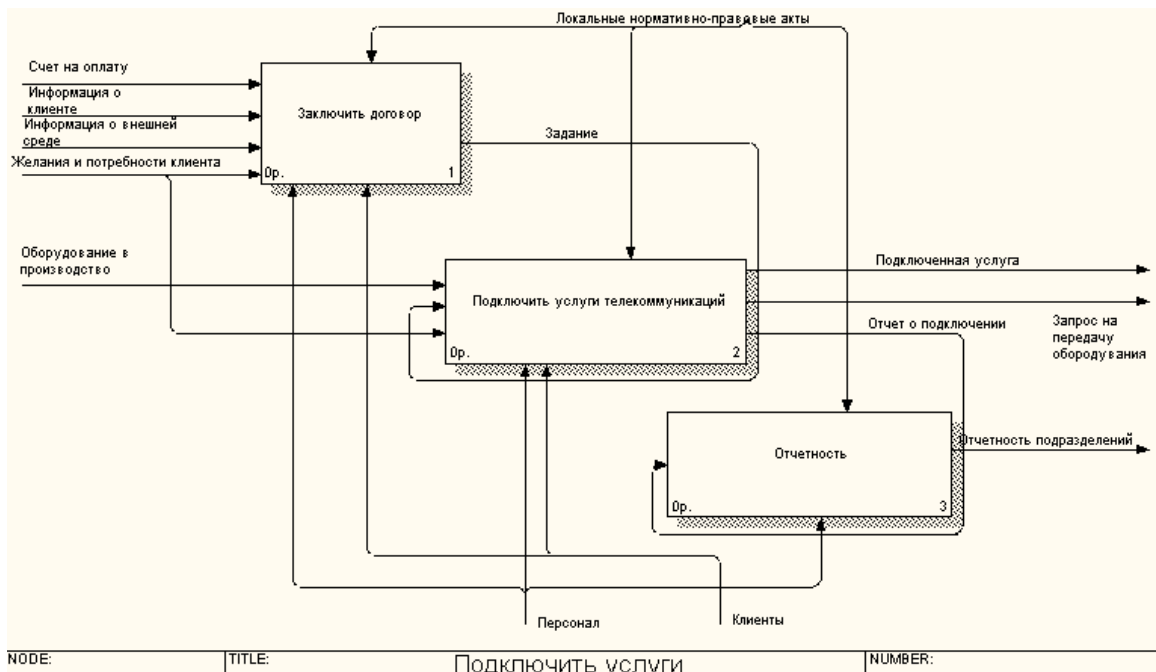 Локальные нормативно-правовые акты
Счет на оплату
Информация о
клиенте
Информация о внешней
среде
Желания и потребности клиента
Заключить договор
0р.
1
Задание
Оборудование в
производство
Подключить услуги телекоммуникаций
0р.
2
Подключенная услуга
Отчет о подключении
Запрос на
передачу
обородувания
Отчетность
0р.
3
Отчетность подразделений
Персонал
Клиенты
NODE:
TITLE:
Подключить услуги
NUMBER: